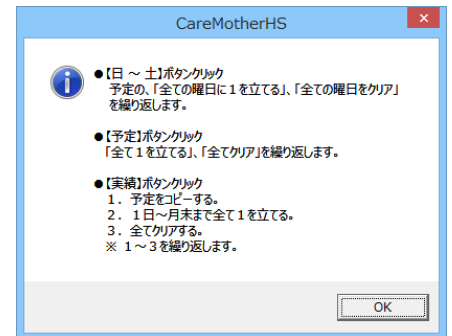 CareMotherHS
●【日 ～ 土】ボタンクリック
予定の、「全ての曜日に１を立てる」、「全ての曜日をクリア」
を繰り返します。
●【予定】ボタンクリック
「全て１を立てる」、「全てクリア」を繰り返します。
●【実績】ボタンクリック
１．予定をコピーする。
２．１日～月末まで全て１を立てる。
３．全てクリアする。
※ １～３を繰り返します。
OK